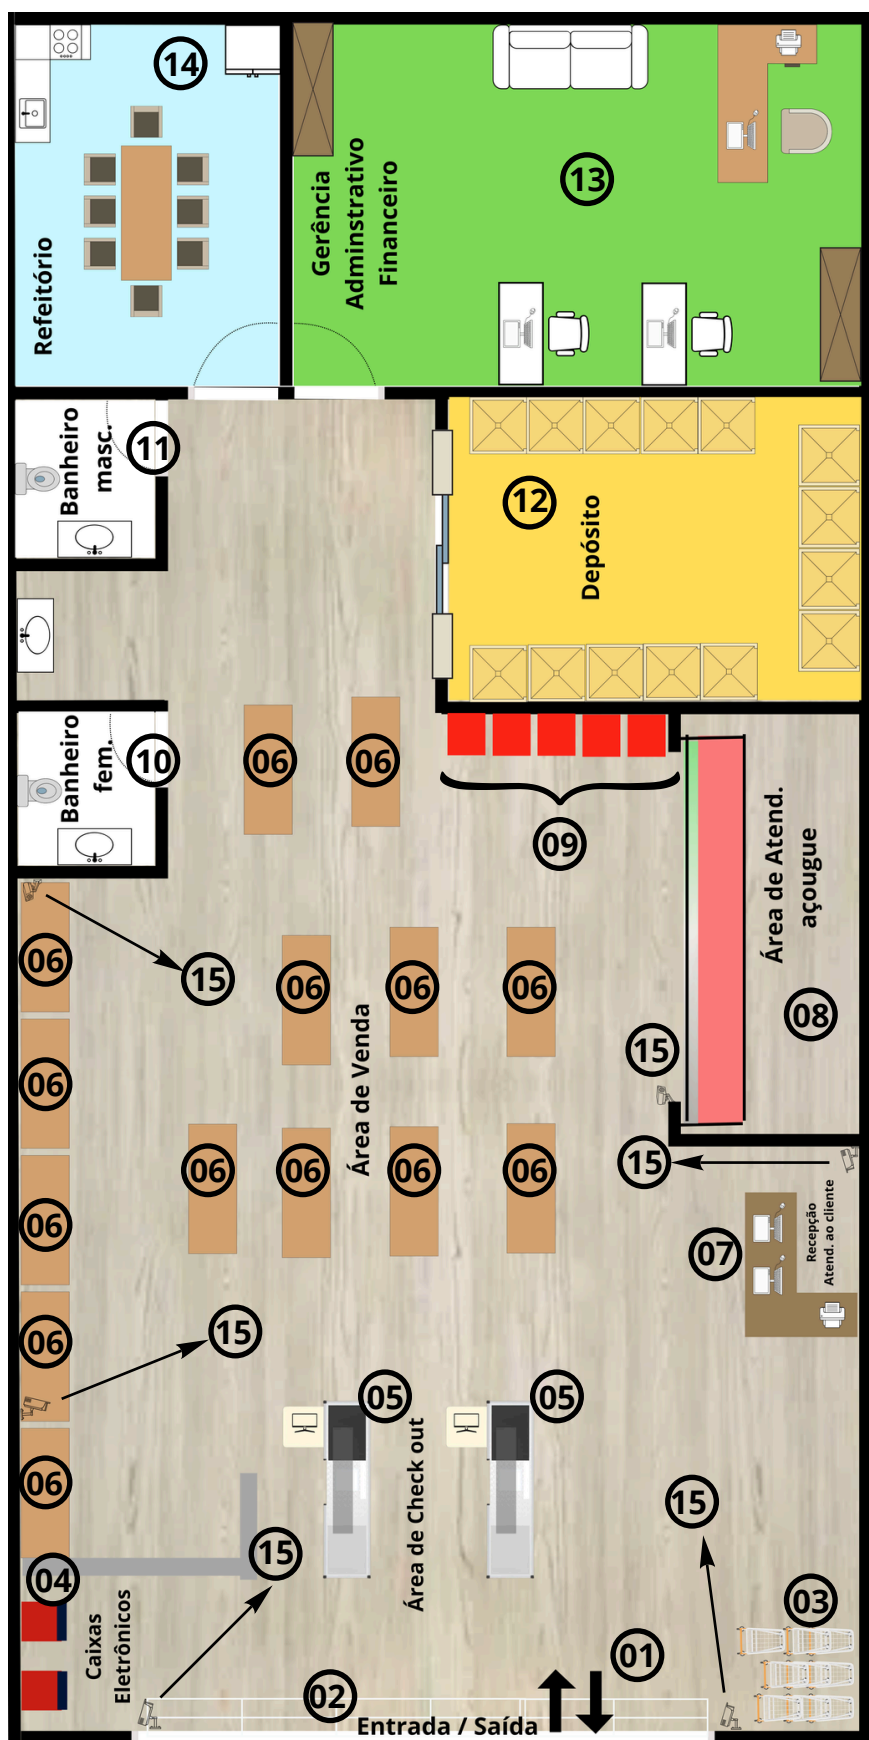 14
Refeitório
Gerência
Adminstrativo
Financeiro
13
Banheiro
masc.
11
12
Depósito
Banheiro
fem.
10
06
06
09
Área de Atend.
açougue
08
06
15
06
06
06
Área de Venda
15
06
06
06
06
06
15
06
07
Recepção
Atend. ao cliente
06
15
05
05
Área de Check out
06
15
15
04
Caixas
Eletrônicos
03
01
02
Entrada / Saída